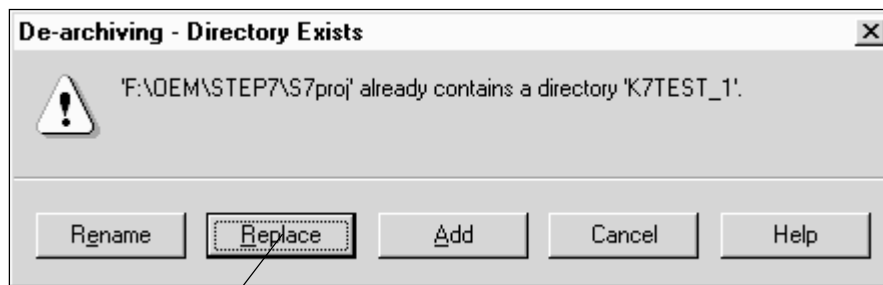 De-archiving - Directory Exists
'F:\OEM\STEP7\S7proj' already contains a directory 'K7TEST_1'.
Rename Replace Add Cancel Help